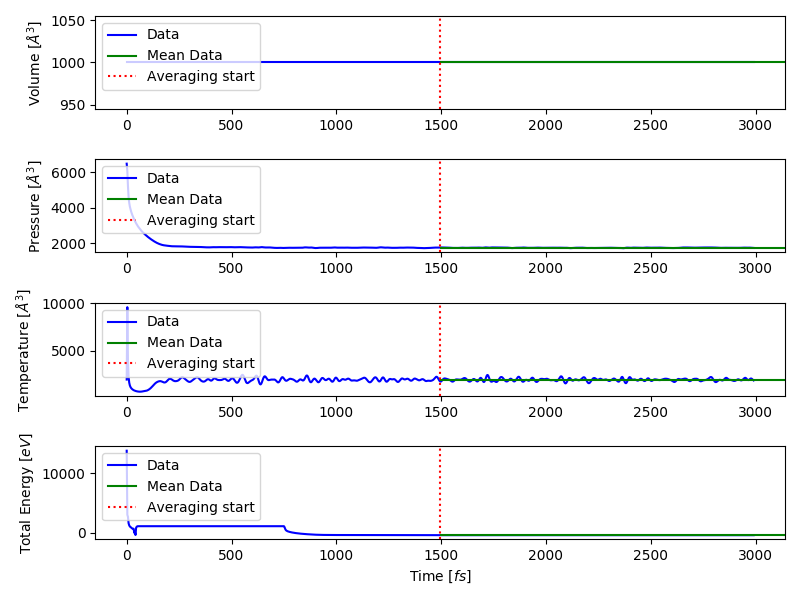 Volume [Å³]
1050
1000
950
Data
Mean Data
Averaging start
0 500 1000 1500 2000 2500 3000
Pressure [Å³]
6000
4000
2000
Data
Mean Data
Averaging start
0 500 1000 1500 2000 2500 3000
Temperature [Å³]
10000
5000
Data
Mean Data
Averaging start
0 500 1000 1500 2000 2500 3000
Total Energy [eV]
10000
0
Data
Mean Data
Averaging start
0 500 1000 1500 2000 2500 3000
Time [fs]